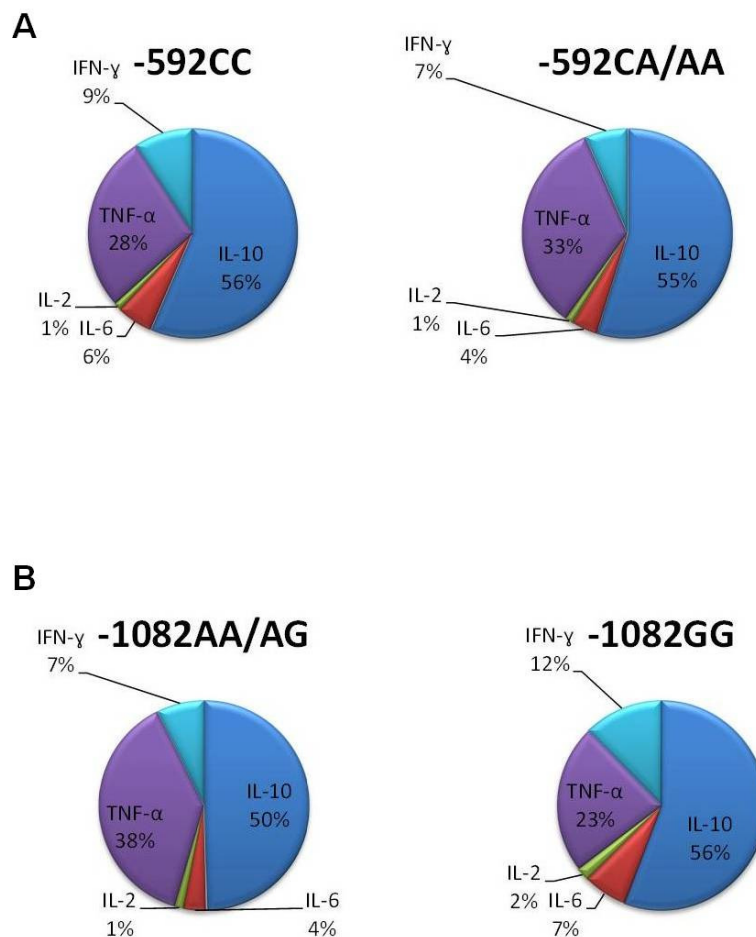 A
-592CC
IFN-ɣ
9%
TNF-α
28%
IL-10
56%
IL-2
1%
IL-6
6%
-592CA/AA
IFN-ɣ
7%
TNF-α
33%
IL-10
55%
IL-2
1%
IL-6
4%
B
-1082AA/AG
IFN-ɣ
7%
TNF-α
38%
IL-10
50%
IL-2
1%
IL-6
4%
-1082GG
IFN-ɣ
12%
TNF-α
23%
IL-10
56%
IL-2
2%
IL-6
7%